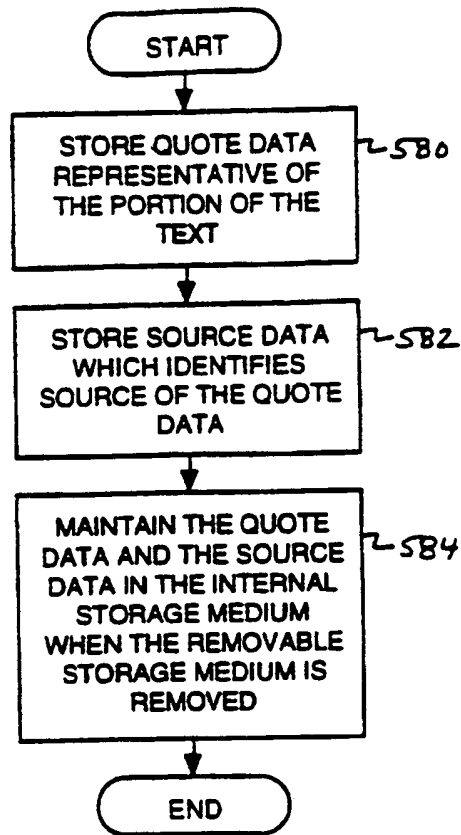 START
STORE QUOTE DATA
REPRESENTATIVE OF
THE PORTION OF THE
TEXT
580
STORE SOURCE DATA
WHICH IDENTIFIES
SOURCE OF THE QUOTE
DATA
582
MAINTAIN THE QUOTE
DATA AND THE SOURCE
DATA IN THE INTERNAL
STORAGE MEDIUM
WHEN THE REMOVABLE
STORAGE MEDIUM IS
REMOVED
584
END